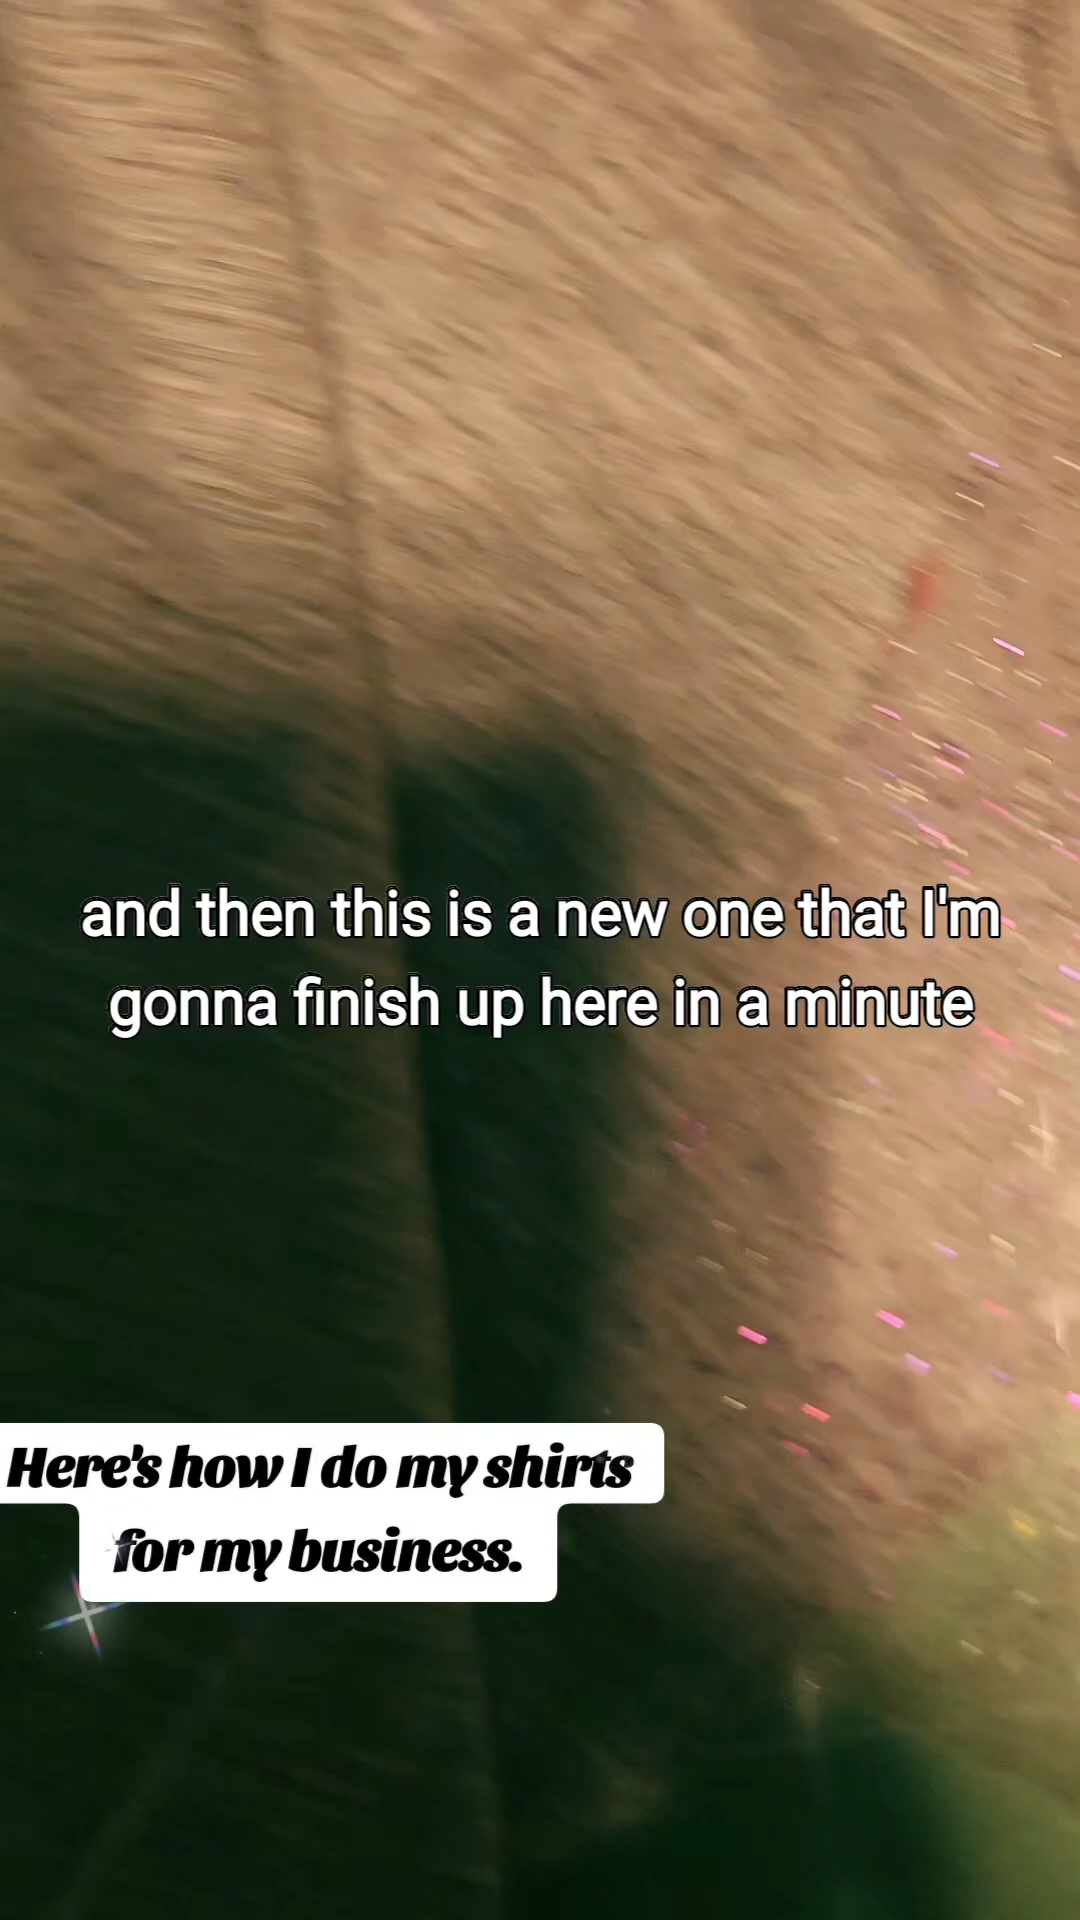 and then this is a new one that I'm
gonna finish up here in a minute
Here's how I do my shirts
for my business.